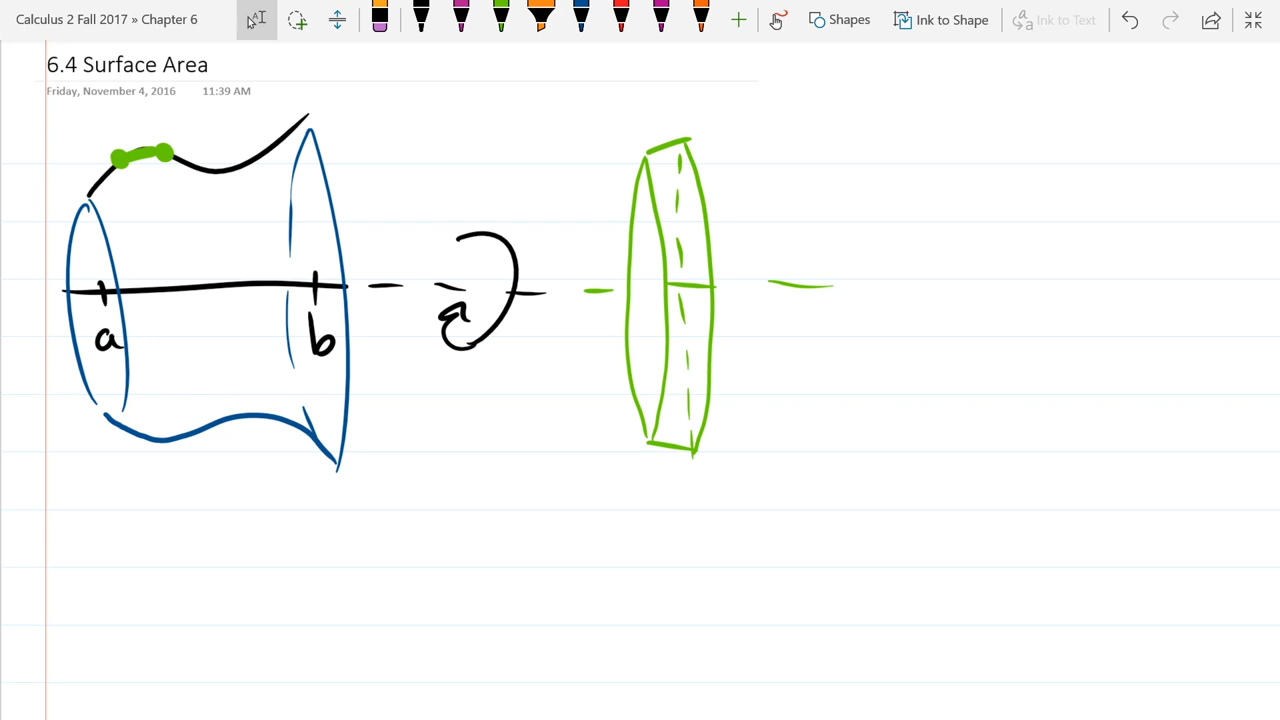 Calculus 2 Fall 2017 » Chapter 6
Shapes
Ink to Shape
Ink to Text
6.4 Surface Area
Friday, November 4, 2016 11:39 AM
a
b